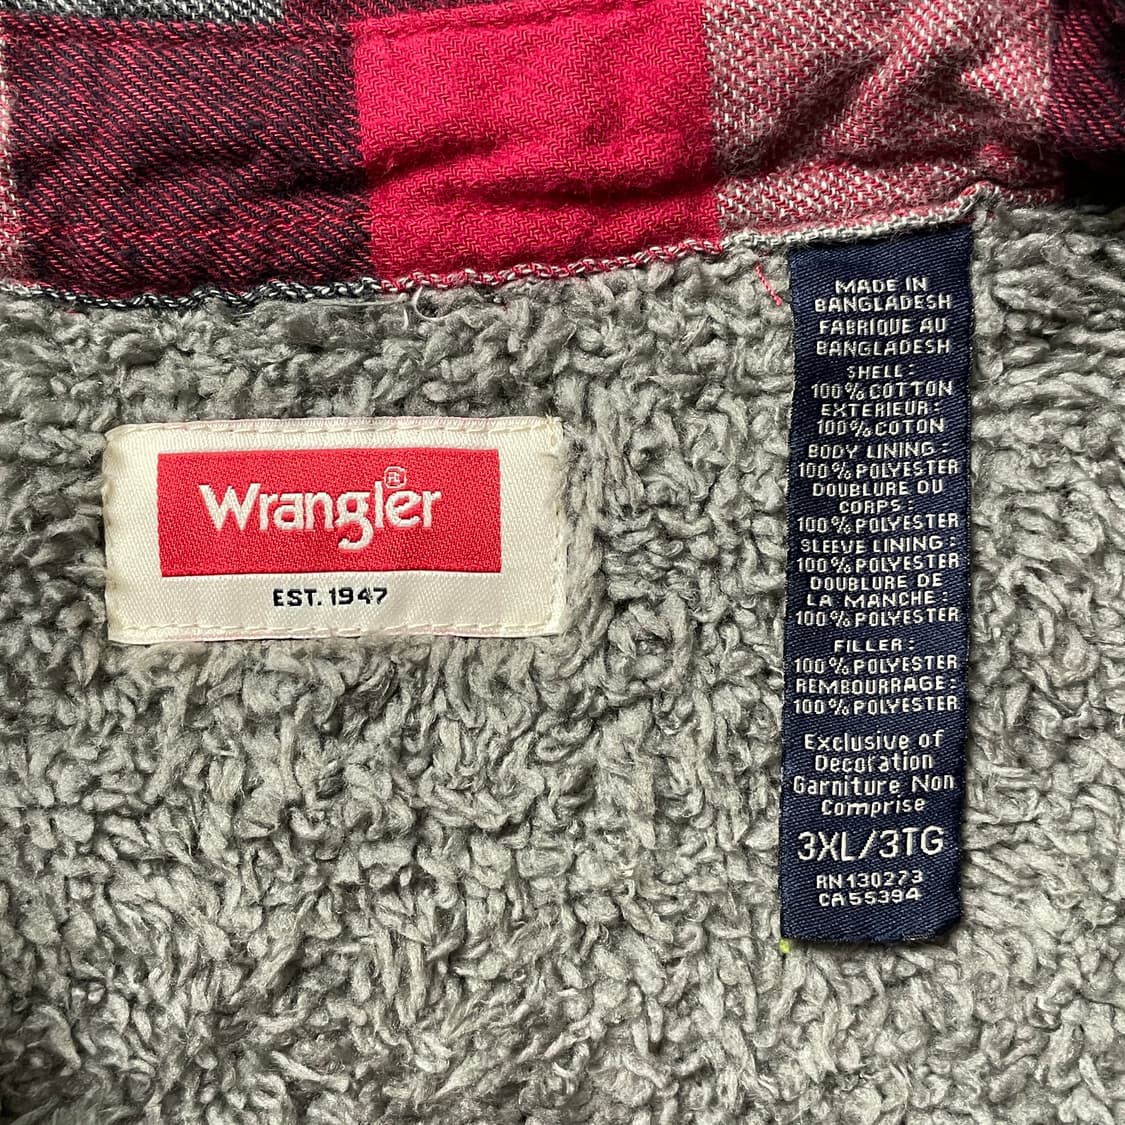 Wrangler®
EST. 1947
MADE IN
BANGLADESH
FABRIQUE AU
BANGLADESH
SHELL:
100% COTTON
EXTERIEUR:
100% COTON
BODY LINING:
100% POLYESTER
DOUBLURE DU
CORPS:
100% POLYESTER
SLEEVE LINING:
100% POLYESTER
DOUBLURE DE
LA MANCHE:
100% POLYESTER
FILLER:
100% POLYESTER
REMBOURRAGE:
100% POLYESTER
Exclusive of
Decoration
Garniture Non
Comprise
3XL/3TG
RN130273
CA55394